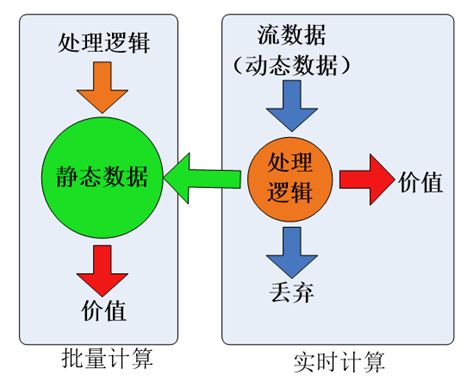 处理逻辑
静态数据
价值
批量计算
流数据
（动态数据）
处理
逻辑
价值
丢弃
实时计算